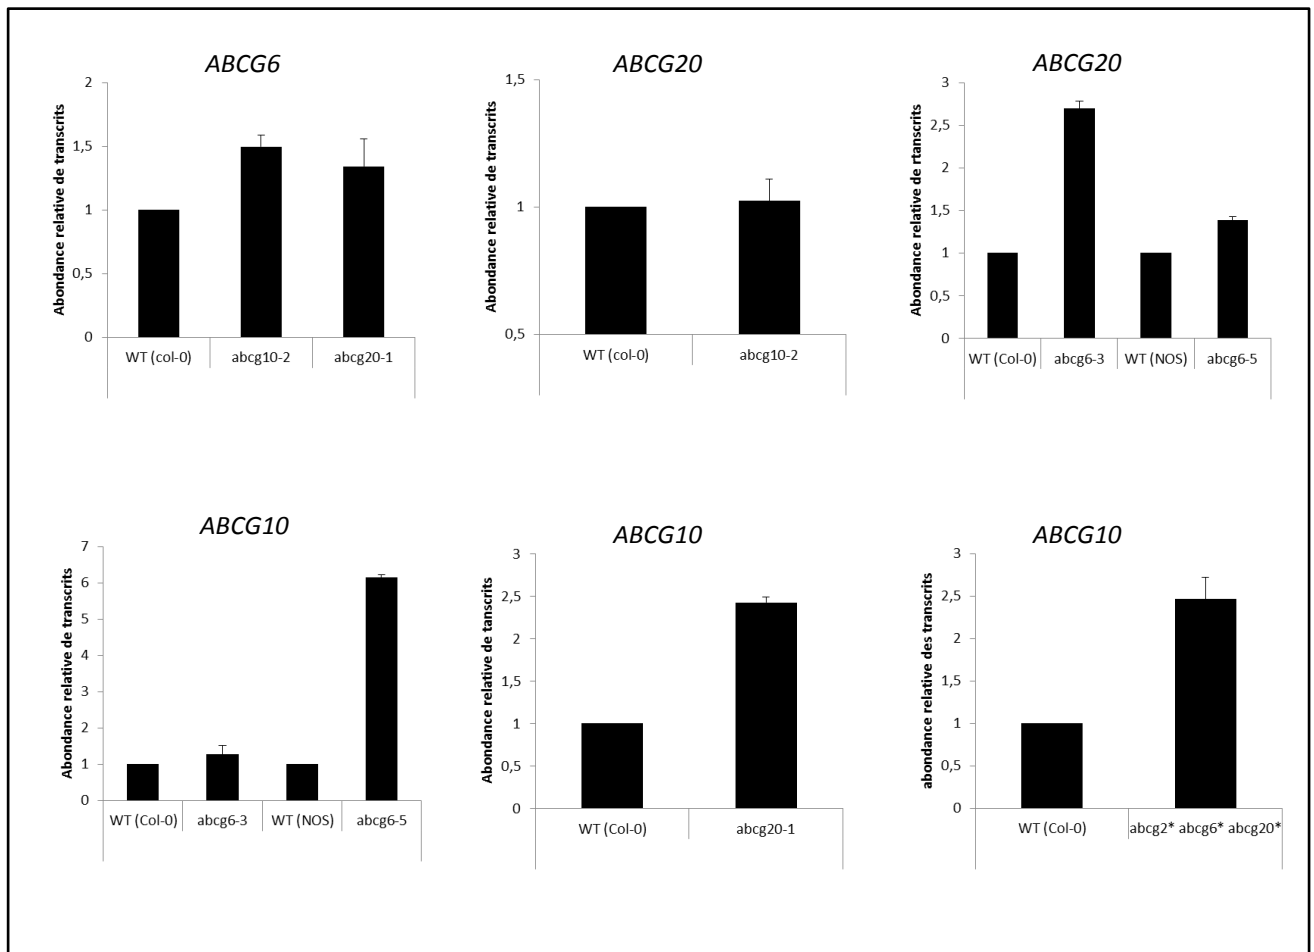 ABCG6
Abondance relative de transcrits
2
1,5
1
0,5
0
WT (col-0) abcg10-2 abcg20-1
ABCG20
Abondance relative de transcrits
1,5
1
0,5
WT (col-0) abcg10-2
ABCG20
Abondance relative de rtanscrits
3
2,5
2
1,5
1
0,5
0
WT (Col-0) abcg6-3 WT (NOS) abcg6-5
ABCG10
Abondance relative de transcrits
7
6
5
4
3
2
1
0
WT (Col-0) abcg6-3 WT (NOS) abcg6-5
ABCG10
Abondance relative de tanscrits
3
2,5
2
1,5
1
0,5
0
WT (Col-0) abcg20-1
ABCG10
abondance relative des transcrits
3
2,5
2
1,5
1
0,5
0
WT (Col-0) abcg2* abcg6* abcg20*